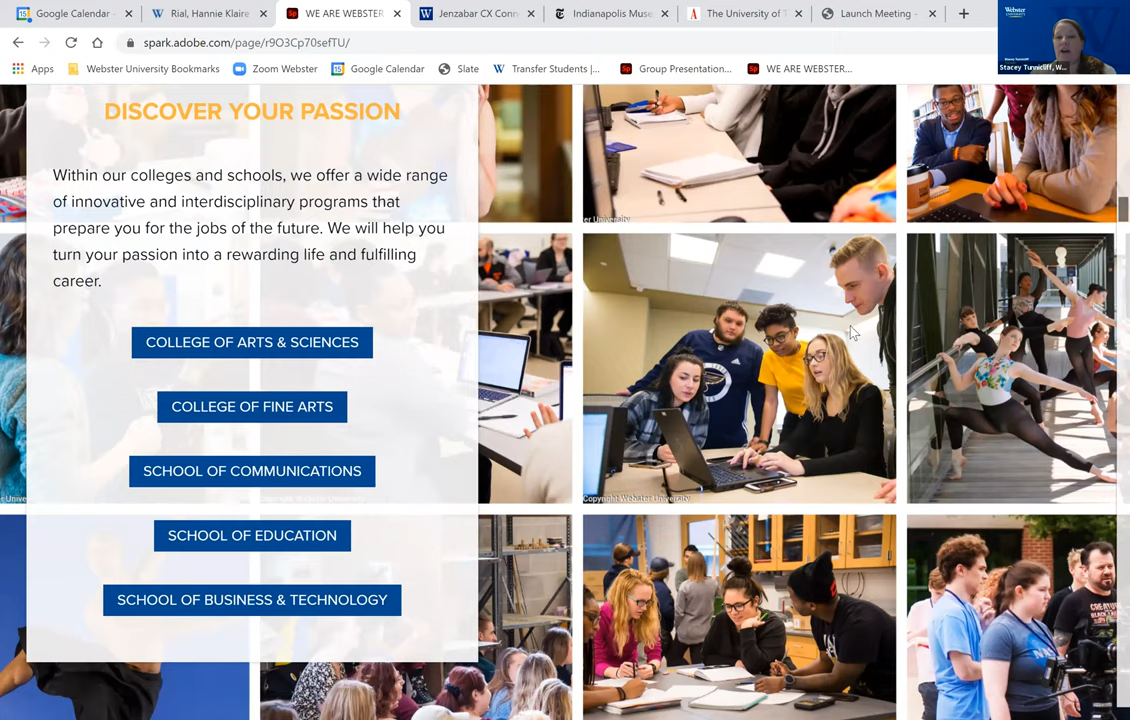 Google Calendar -
Rial, Hannie Klaire
WE ARE WEBSTER
Jenzabar CX Conn
Indianapolis Muse
The University of T
Launch Meeting -
spark.adobe.com/page/r9O3Cp70sefTU/
Apps
Webster University Bookmarks
Zoom Webster
Google Calendar
Slate
Transfer Students |...
Group Presentation...
WE ARE WEBSTER...
Webster
UNIVERSITY
Stacey Tunnicliff
Stacey Tunnicliff, W...
DISCOVER YOUR PASSION
Within our colleges and schools, we offer a wide range
of innovative and interdisciplinary programs that
prepare you for the jobs of the future. We will help you
turn your passion into a rewarding life and fulfilling
career.
COLLEGE OF ARTS & SCIENCES
COLLEGE OF FINE ARTS
SCHOOL OF COMMUNICATIONS
SCHOOL OF EDUCATION
SCHOOL OF BUSINESS & TECHNOLOGY
er University
Copyright Webster University